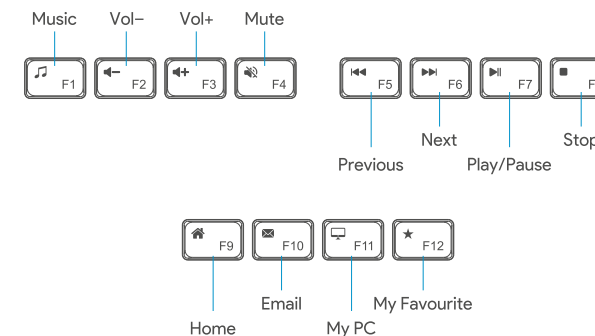 Music Vol− Vol+ Mute
F1 F2 F3 F4 F5 F6 F7 F
Next Stop
Previous Play/Pause
F9 F10 F11 F12
Email My Favourite
Home My PC